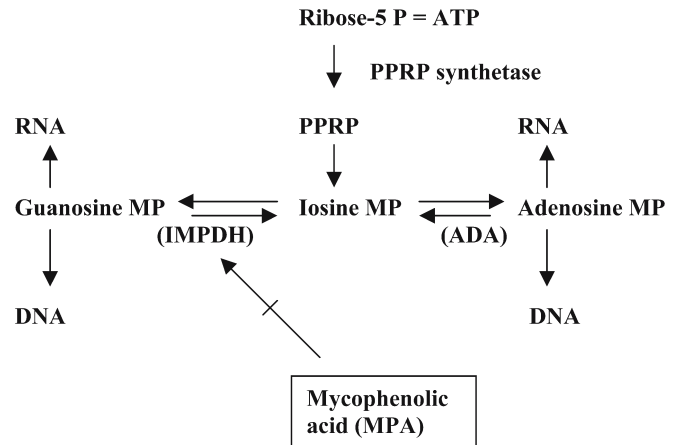 Ribose-5 P = ATP
PPRP synthetase
RNA
PPRP
RNA
Guanosine MP
Iosine MP
Adenosine MP
(IMPDH)
(ADA)
DNA
DNA
Mycophenolic
acid (MPA)